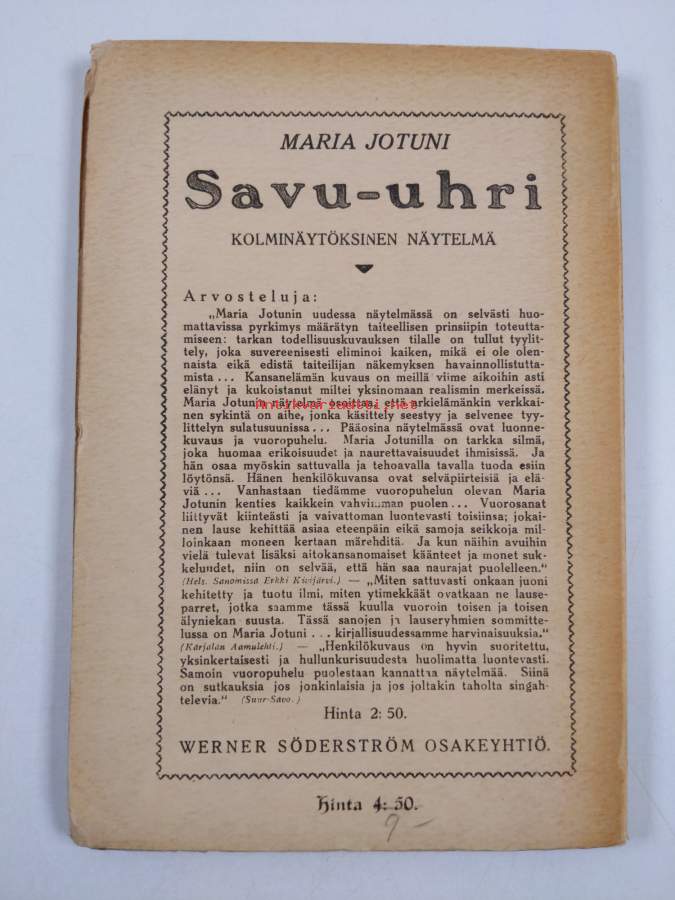 MARIA JOTUNI
Savu-uhri
KOLMINÄYTÖKSINEN NÄYTELMÄ
Arvosteluja:
„Maria Jotunin uudessa näytelmässä on selvästi huo-
mattavissa pyrkimys määrätyn taiteellisen prinsiipin toteutta-
miseen: tarkan todellisuuskuvauksen tilalle on tullut tyylit-
tely, joka suvereenisesti eliminoi kaiken, mikä ei ole olen-
naista eikä edistä taiteilijan näkemyksen havainnollistutta-
mista... Kansanelämän kuvaus on meillä viime aikoihin asti
elänyt ja kukoistanut miltei yksinomaan realismin merkeissä.
Maria Jotunin näytelmä osoittaa, että arkielämänkin verkkai-
nen sykintä on aihe, jonka käsittely seestyy ja selvenee tyy-
littelyn sulatusuunissa... Pääosina näytelmässä ovat luonne-
kuvaus ja vuoropuhelu. Maria Jotunilla on tarkka silmä,
joka huomaa erikoisuudet ja naurettavaisuudet ihmisissä. Ja
hän osaa myöskin sattuvalla ja tehoavalla tavalla tuoda esiin
löytönsä. Hänen henkilökuvansa ovat selväpiirteisiä ja elä-
viä... Vanhastaan tiedämme vuoropuhelun olevan Maria
Jotunin kenties kaikkein vahvimman puolen... Vuorosanat
liittyvät kiinteästi ja vaivattoman luontevasti toisiinsa; jokai-
nen lause kehittää asiaa eteenpäin eikä samoja seikkoja mil-
loinkaan moneen kertaan märehditä. Ja kun näihin avuihin
vielä tulevat lisäksi aitokansanomaiset käänteet ja monet suk-
keluudet, niin on selvää, että hän saa naurajat puolelleen.“
(Hels. Sanomissa Erkki Kivijärvi.) — „Miten sattuvasti onkaan juoni
kehitetty ja tuotu ilmi, miten ytimekkäät ovatkaan ne lause-
parret, jotka saamme tässä kuulla vuoroin toisen ja toisen
älyniekan suusta. Tässä sanojen ja lauseryhmien sommitte-
lussa on Maria Jotuni... kirjallisuudessamme harvinaisuuksia.“
(Karjalan Aamulehti.) — „Henkilökuvaus on hyvin suoritettu,
yksinkertaisesti ja hullunkurisuudesta huolimatta luontevasti.
Samoin vuoropuhelu puolestaan kannattaa näytelmää. Siinä
on sutkauksia jos jonkinlaisia ja jos joltakin taholta singah-
televia.“ (Suur-Savo.)
Hinta 2: 50.
WERNER SÖDERSTRÖM OSAKEYHTIÖ.
Hinta 4: 50.
9 —
Antikvariaatti.net